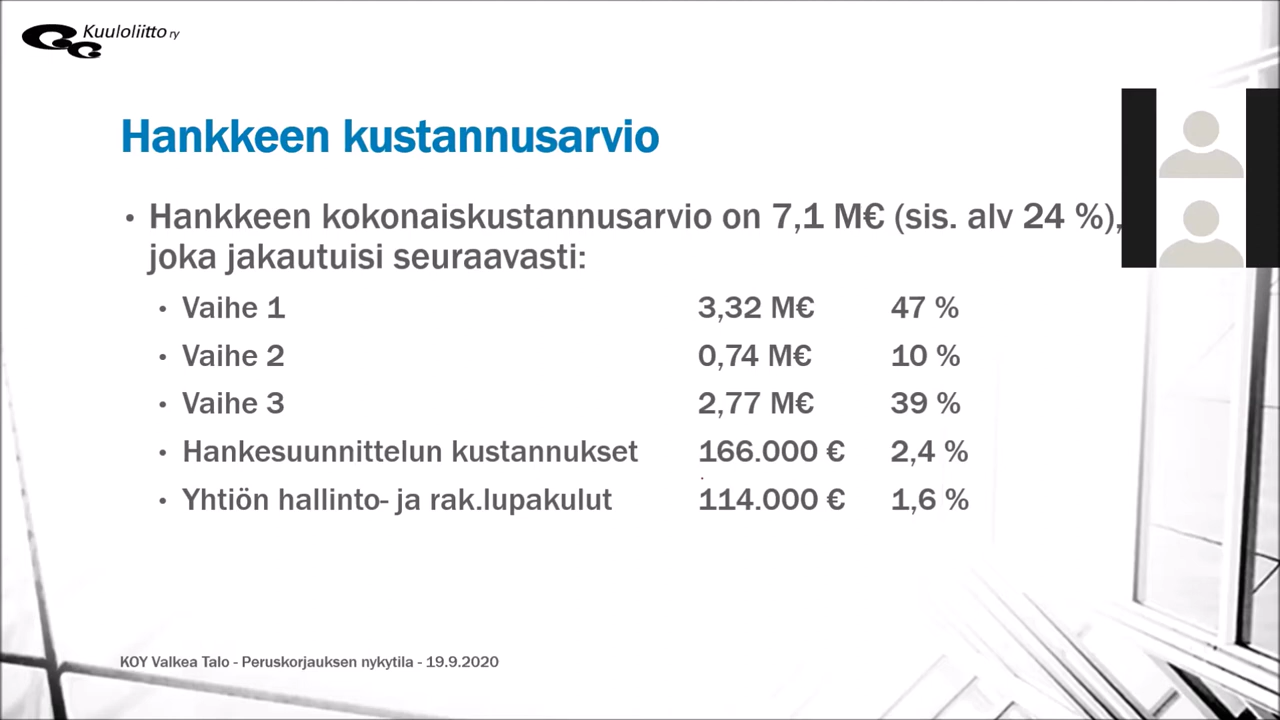 Kuuloliitto ry
Hankkeen kustannusarvio
• Hankkeen kokonaiskustannusarvio on 7,1 M€ (sis. alv 24 %),
joka jakautuisi seuraavasti:
• Vaihe 1 3,32 M€ 47 %
• Vaihe 2 0,74 M€ 10 %
• Vaihe 3 2,77 M€ 39 %
• Hankesuunnittelun kustannukset 166.000 € 2,4 %
• Yhtiön hallinto- ja rak.lupakulut 114.000 € 1,6 %
KOY Valkea Talo - Peruskorjauksen nykytila - 19.9.2020